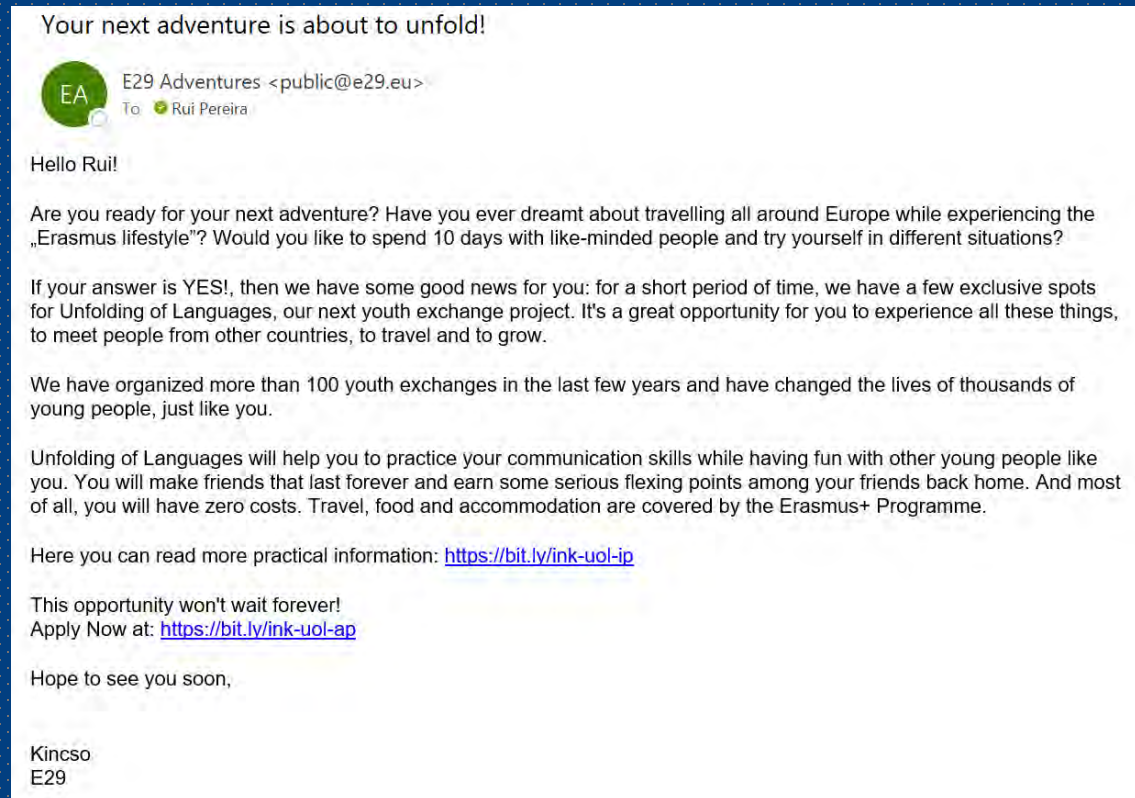 Your next adventure is about to unfold!
EA
E29 Adventures <public@e29.eu>
To Rui Pereira
Hello Rui!
Are you ready for your next adventure? Have you ever dreamt about travelling all around Europe while experiencing the
„Erasmus lifestyle”? Would you like to spend 10 days with like-minded people and try yourself in different situations?
If your answer is YES!, then we have some good news for you: for a short period of time, we have a few exclusive spots
for Unfolding of Languages, our next youth exchange project. It's a great opportunity for you to experience all these things,
to meet people from other countries, to travel and to grow.
We have organized more than 100 youth exchanges in the last few years and have changed the lives of thousands of
young people, just like you.
Unfolding of Languages will help you to practice your communication skills while having fun with other young people like
you. You will make friends that last forever and earn some serious flexing points among your friends back home. And most
of all, you will have zero costs. Travel, food and accommodation are covered by the Erasmus+ Programme.
Here you can read more practical information: https://bit.ly/ink-uol-ip
This opportunity won't wait forever!
Apply Now at: https://bit.ly/ink-uol-ap
Hope to see you soon,
Kincso
E29